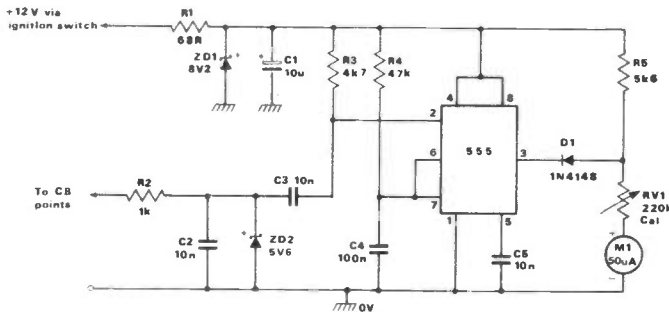 +12V via
ignition switch
R1
68R
ZD1
8V2
C1
10u
R3
4k7
R4
47k
R5
5k6
4
8
2
6
7
555
3
1
5
D1
1N4148
RV1
220k
Cal
M1
50uA
+
-
To CB
points
R2
1k
C3 10n
C2
10n
ZD2
5V6
C4
100n
C5
10n
0V